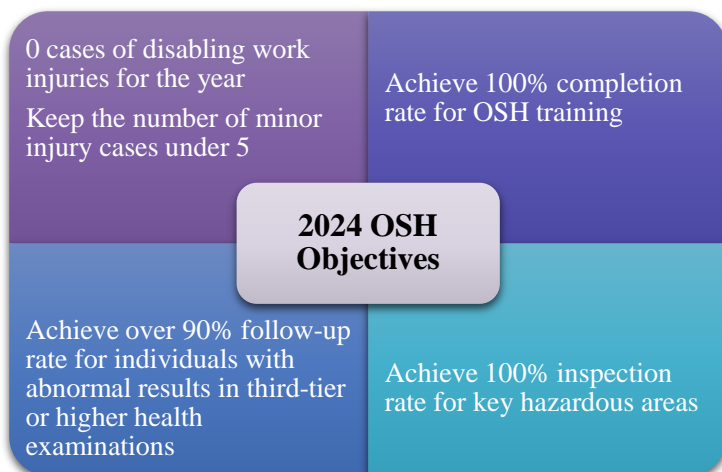 0 cases of disabling work
injuries for the year
Keep the number of minor
injury cases under 5
Achieve 100% completion
rate for OSH training
2024 OSH
Objectives
Achieve over 90% follow-up
rate for individuals with
abnormal results in third-tier
or higher health
examinations
Achieve 100% inspection
rate for key hazardous areas